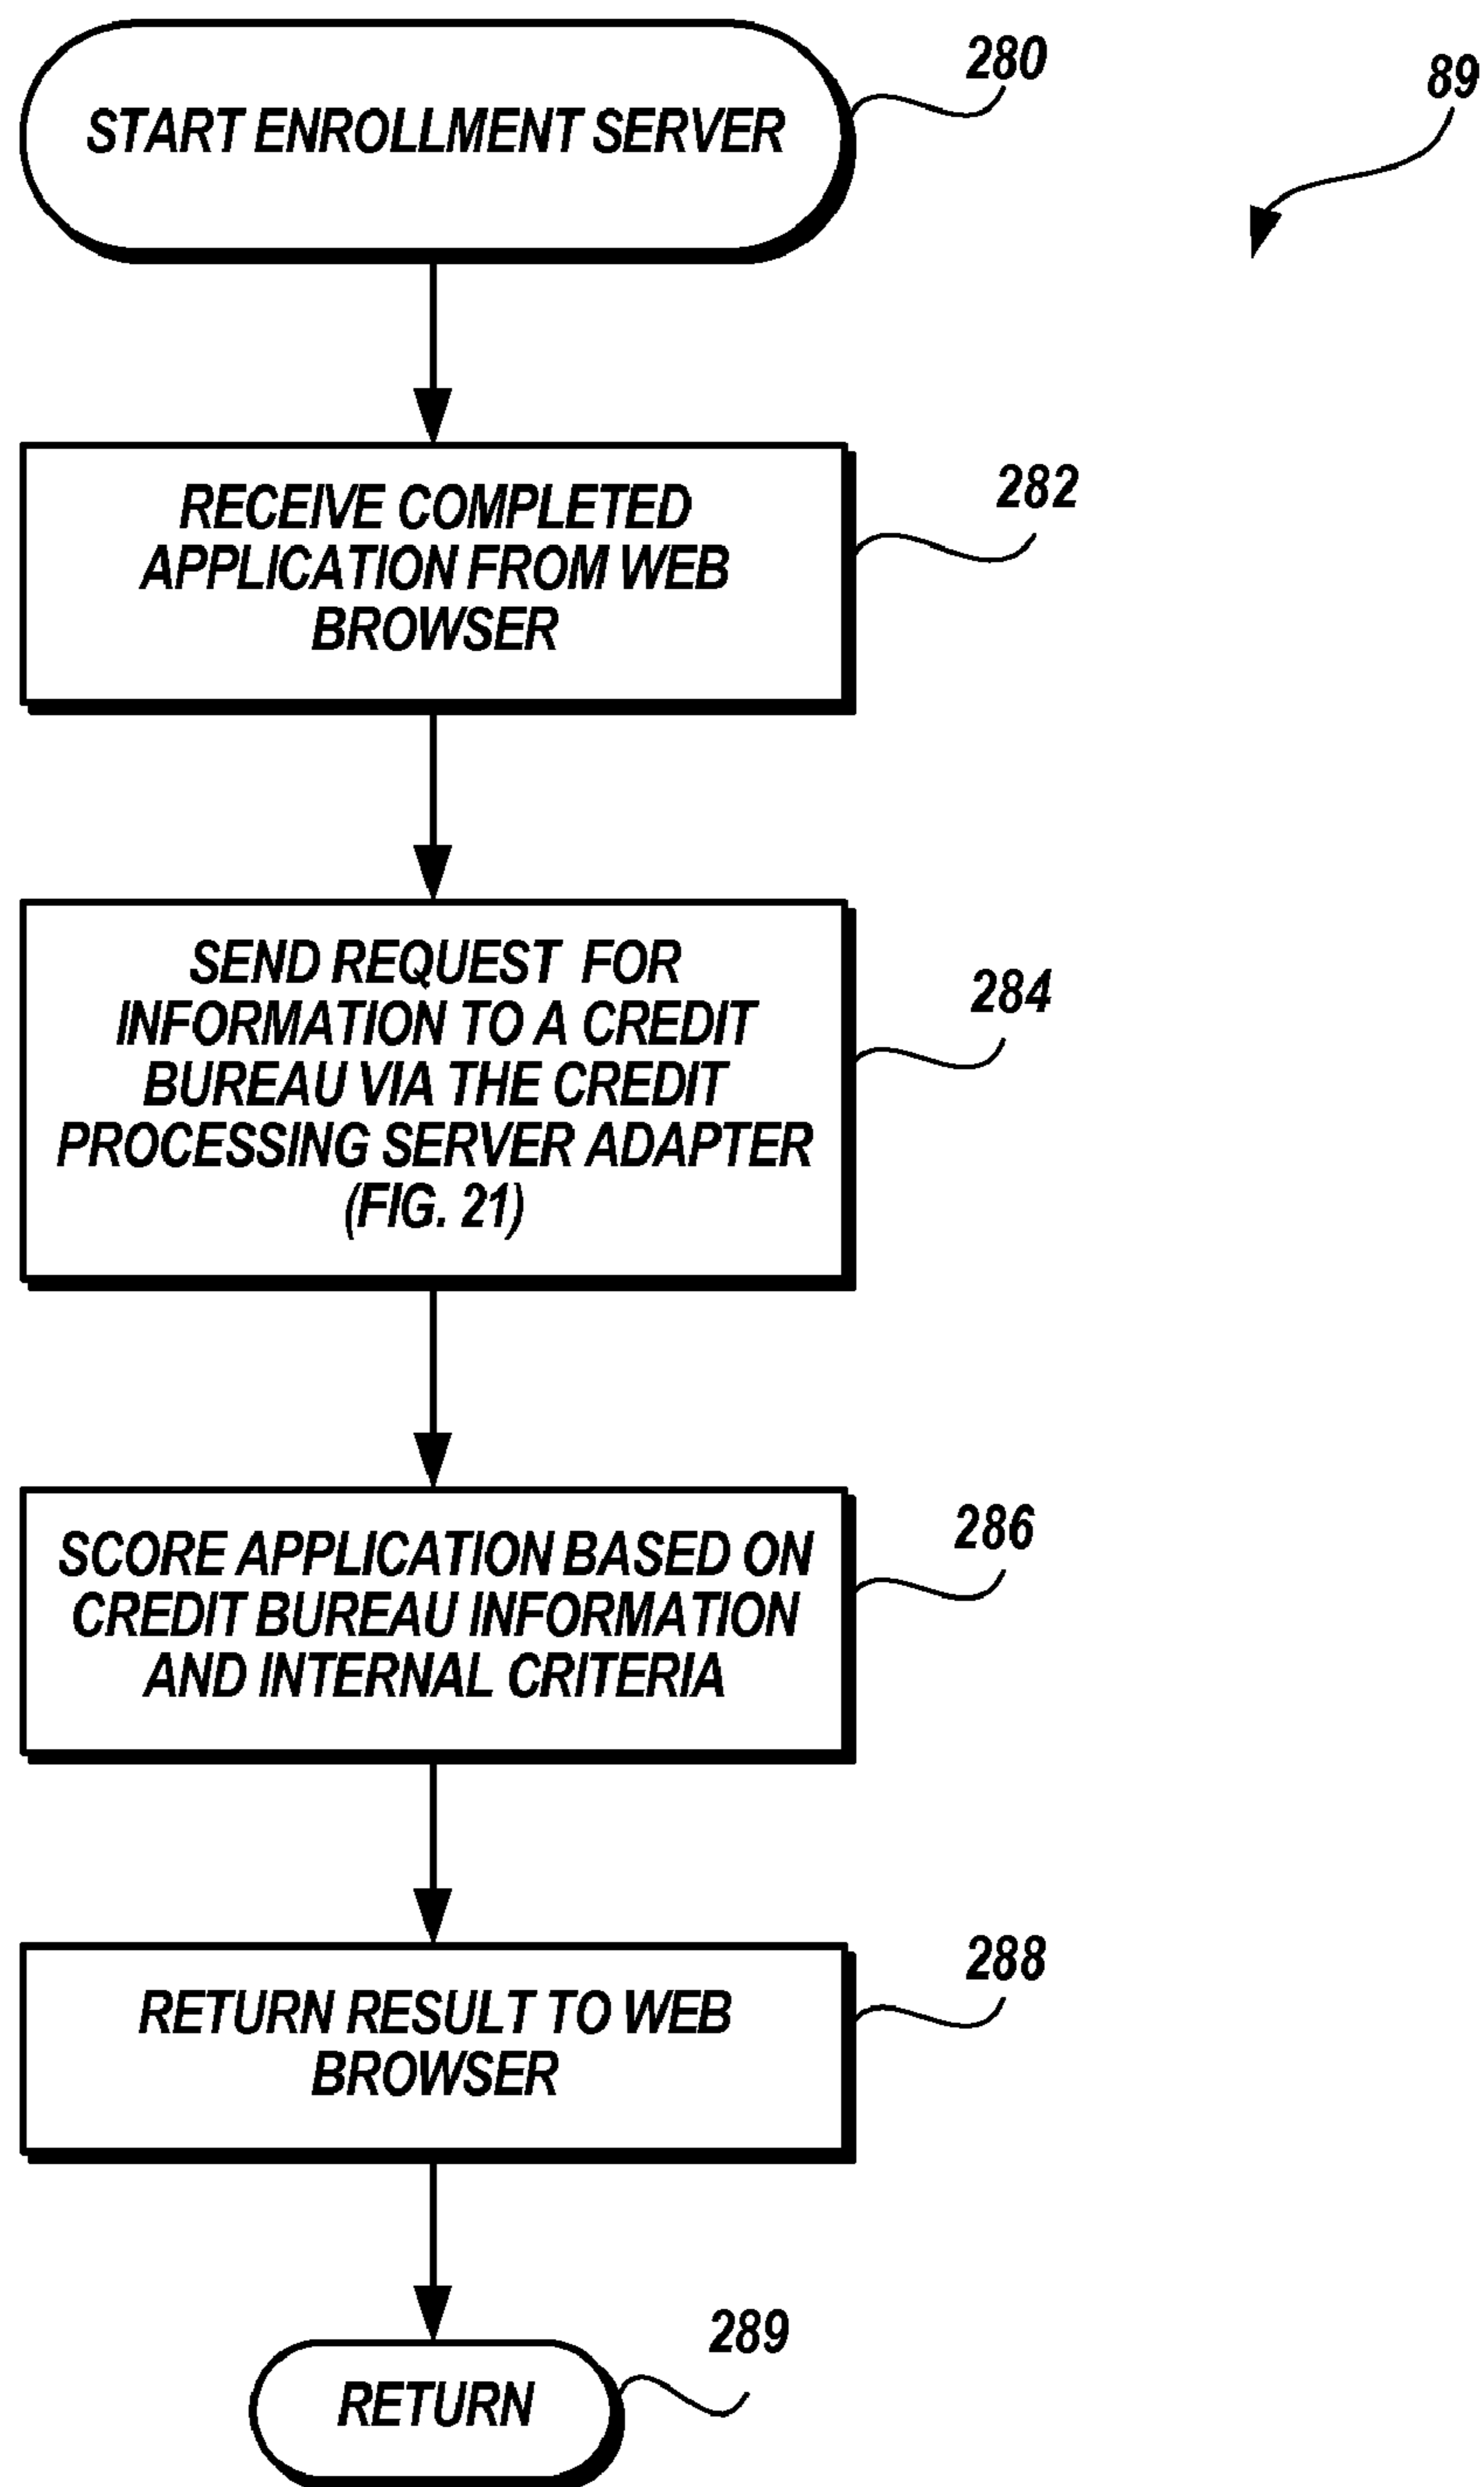 START ENROLLMENT SERVER
280
89
RECEIVE COMPLETED
APPLICATION FROM WEB
BROWSER
282
SEND REQUEST FOR
INFORMATION TO A CREDIT
BUREAU VIA THE CREDIT
PROCESSING SERVER ADAPTER
(FIG. 21)
284
SCORE APPLICATION BASED ON
CREDIT BUREAU INFORMATION
AND INTERNAL CRITERIA
286
RETURN RESULT TO WEB
BROWSER
288
RETURN
289